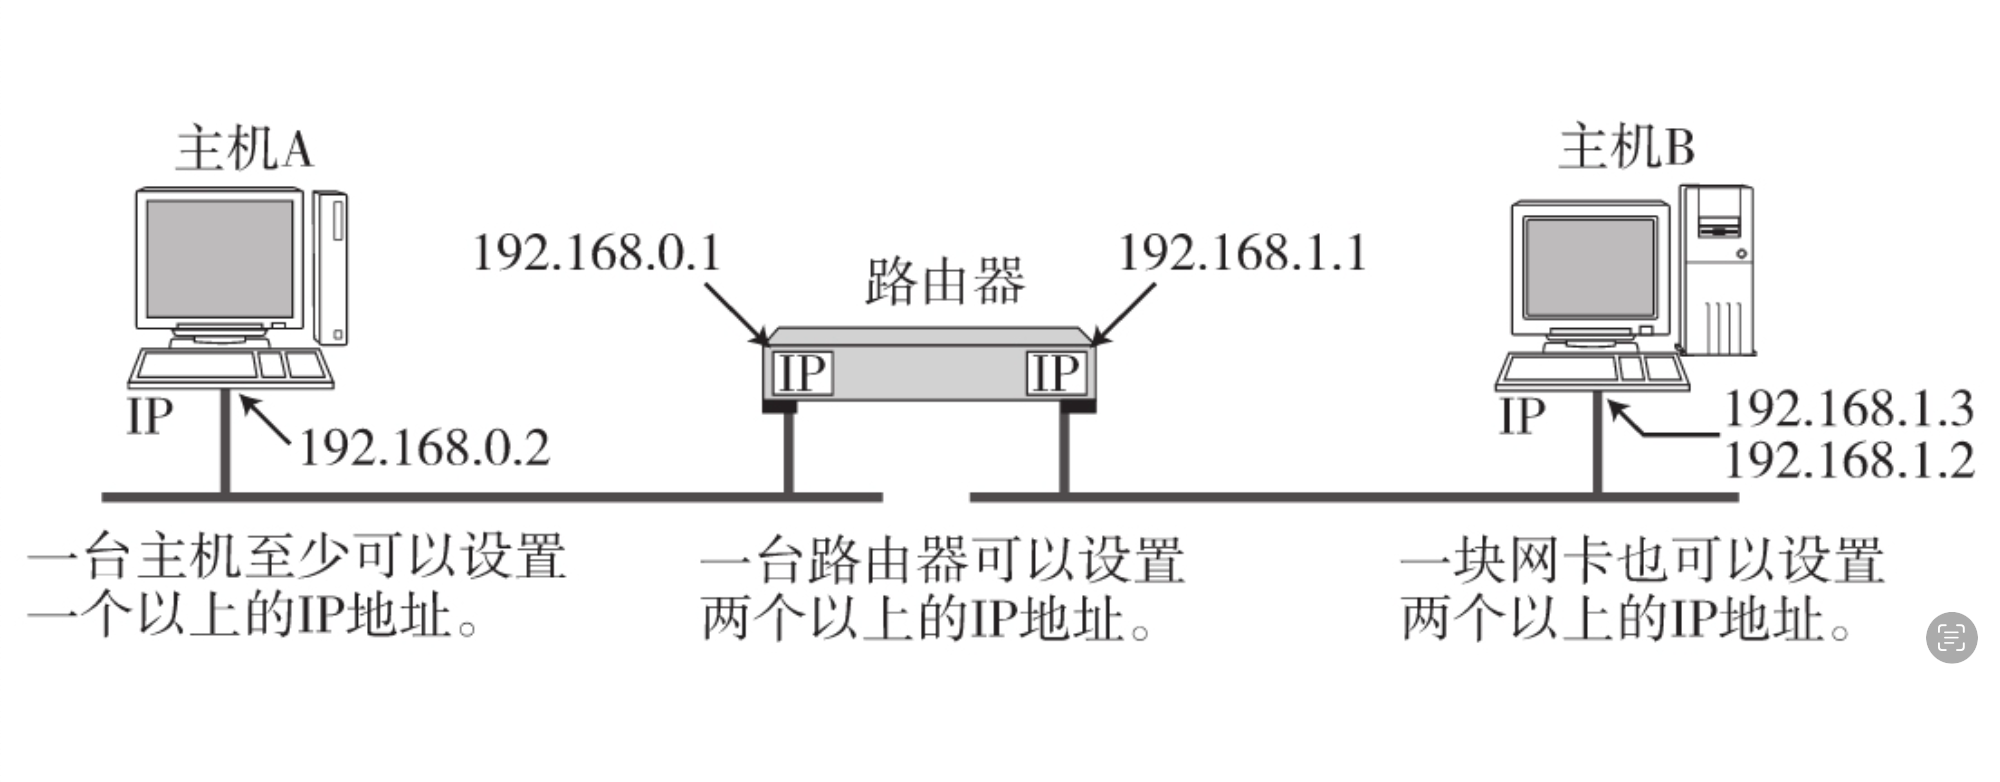 主机A
主机B
192.168.0.1
路由器
192.168.1.1
IP
IP
IP
192.168.0.2
IP
192.168.1.3
192.168.1.2
一台主机至少可以设置
一个以上的IP地址。
一台路由器可以设置
两个以上的IP地址。
一块网卡也可以设置
两个以上的IP地址。